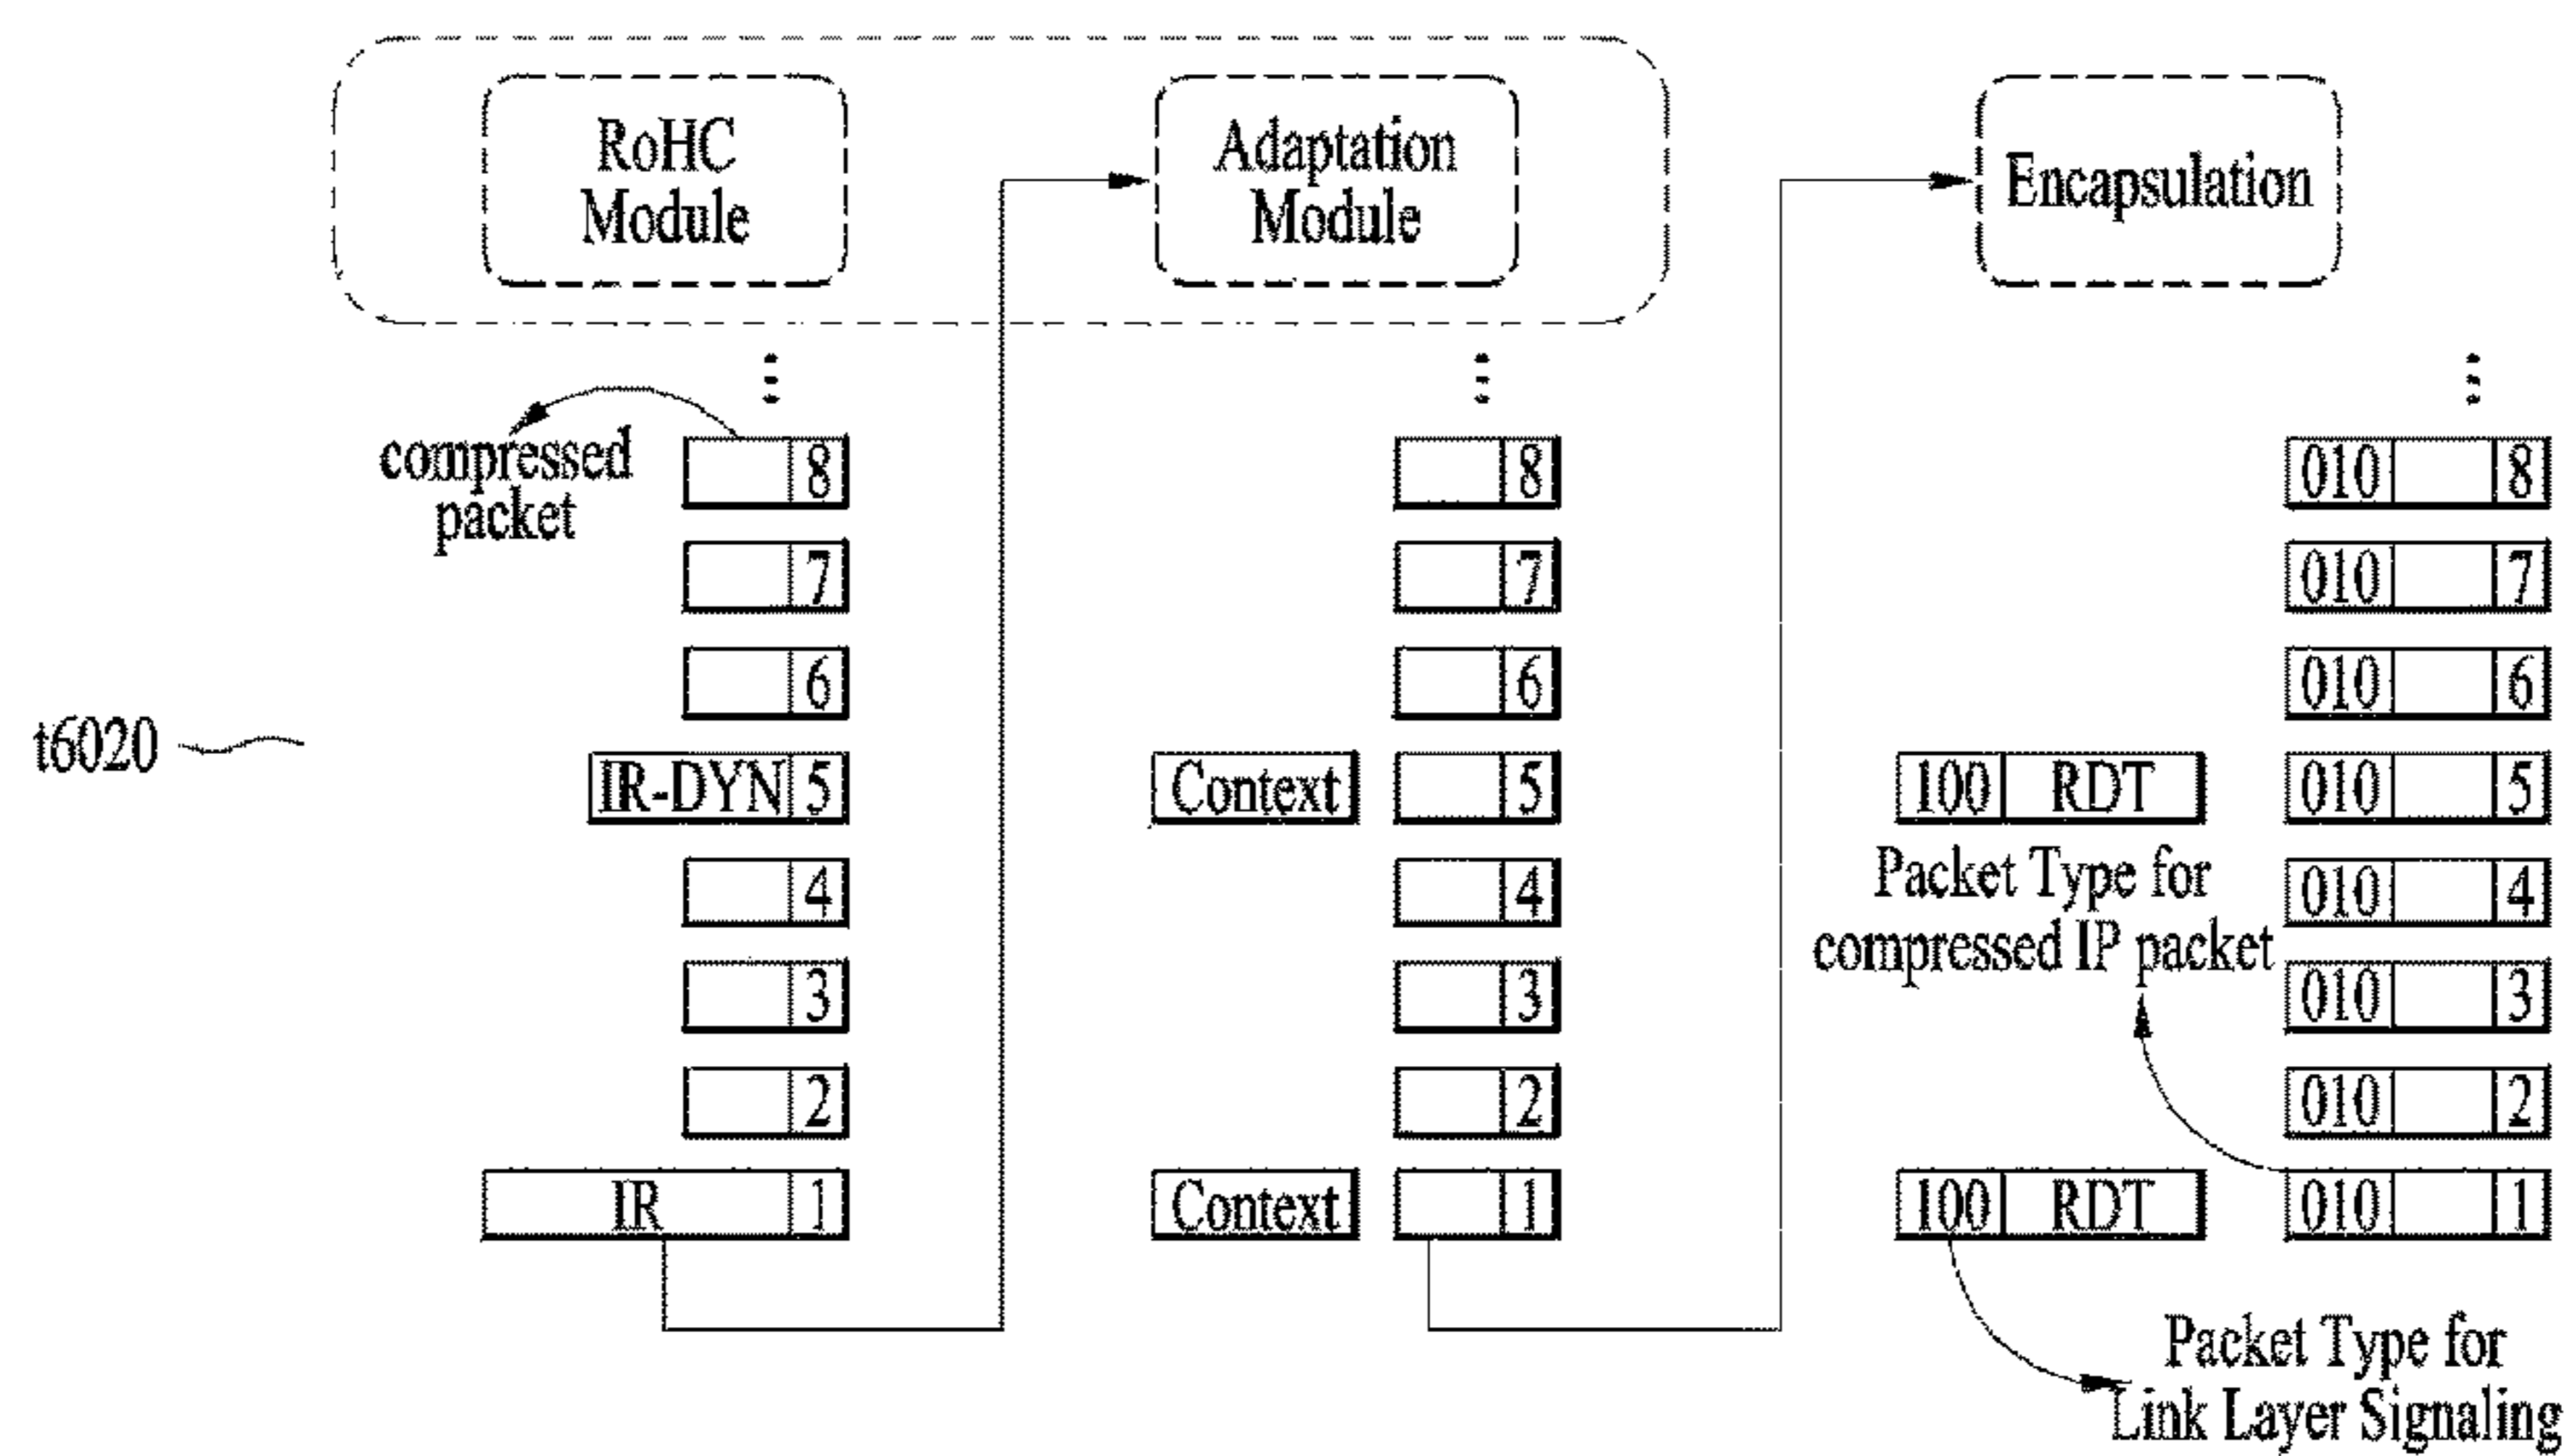 RoHC
Module
Adaptation
Module
Encapsulation
compressed
packet
8
8
010 8
7
7
010 7
6
6
010 6
t6020
IR-DYN 5
Context 5
100 RDT 010 5
4
4
Packet Type for
compressed IP packet
010 4
3
3
010 3
2
2
010 2
IR 1
Context 1
100 RDT 010 1
Packet Type for
Link Layer Signaling